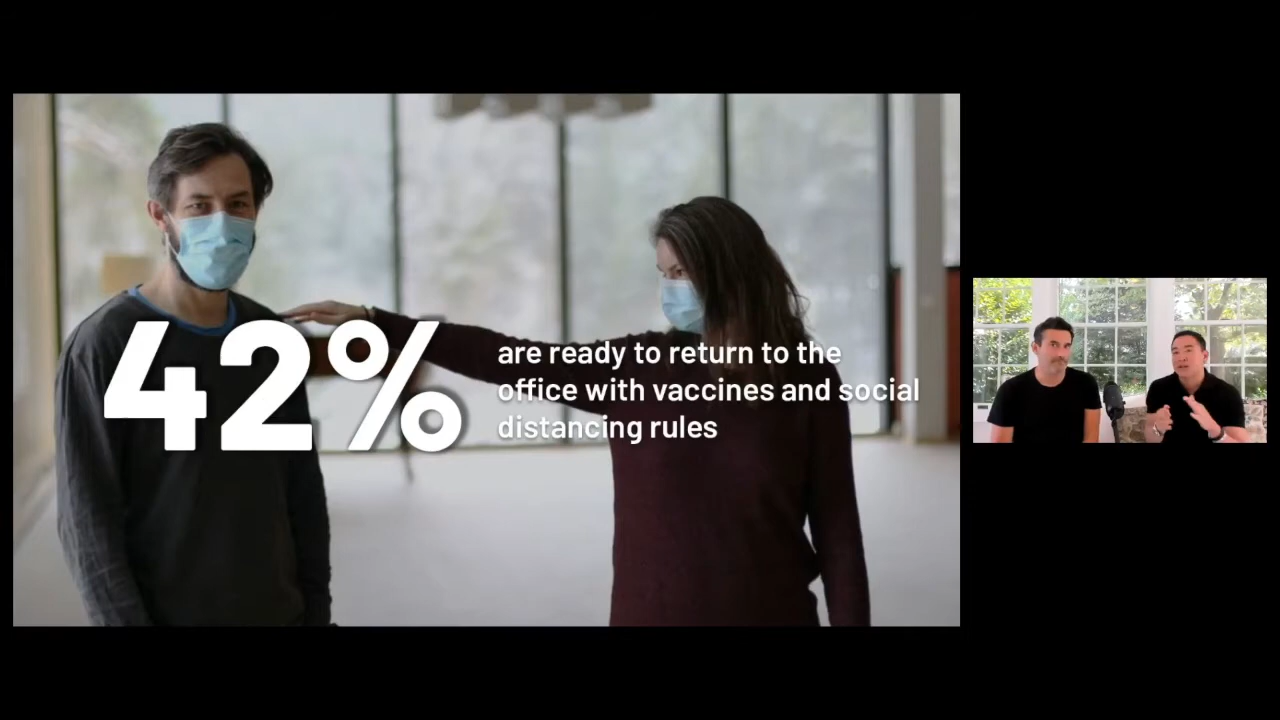 42%
are ready to return to the
office with vaccines and social
distancing rules